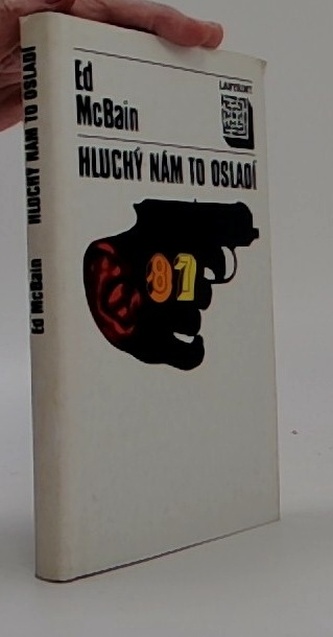 Ed
McBain
LABYRINT
HLUCHÝ NÁM TO OSLADÍ
87
Ed McBain HLUCHÝ NÁM TO OSLADÍ